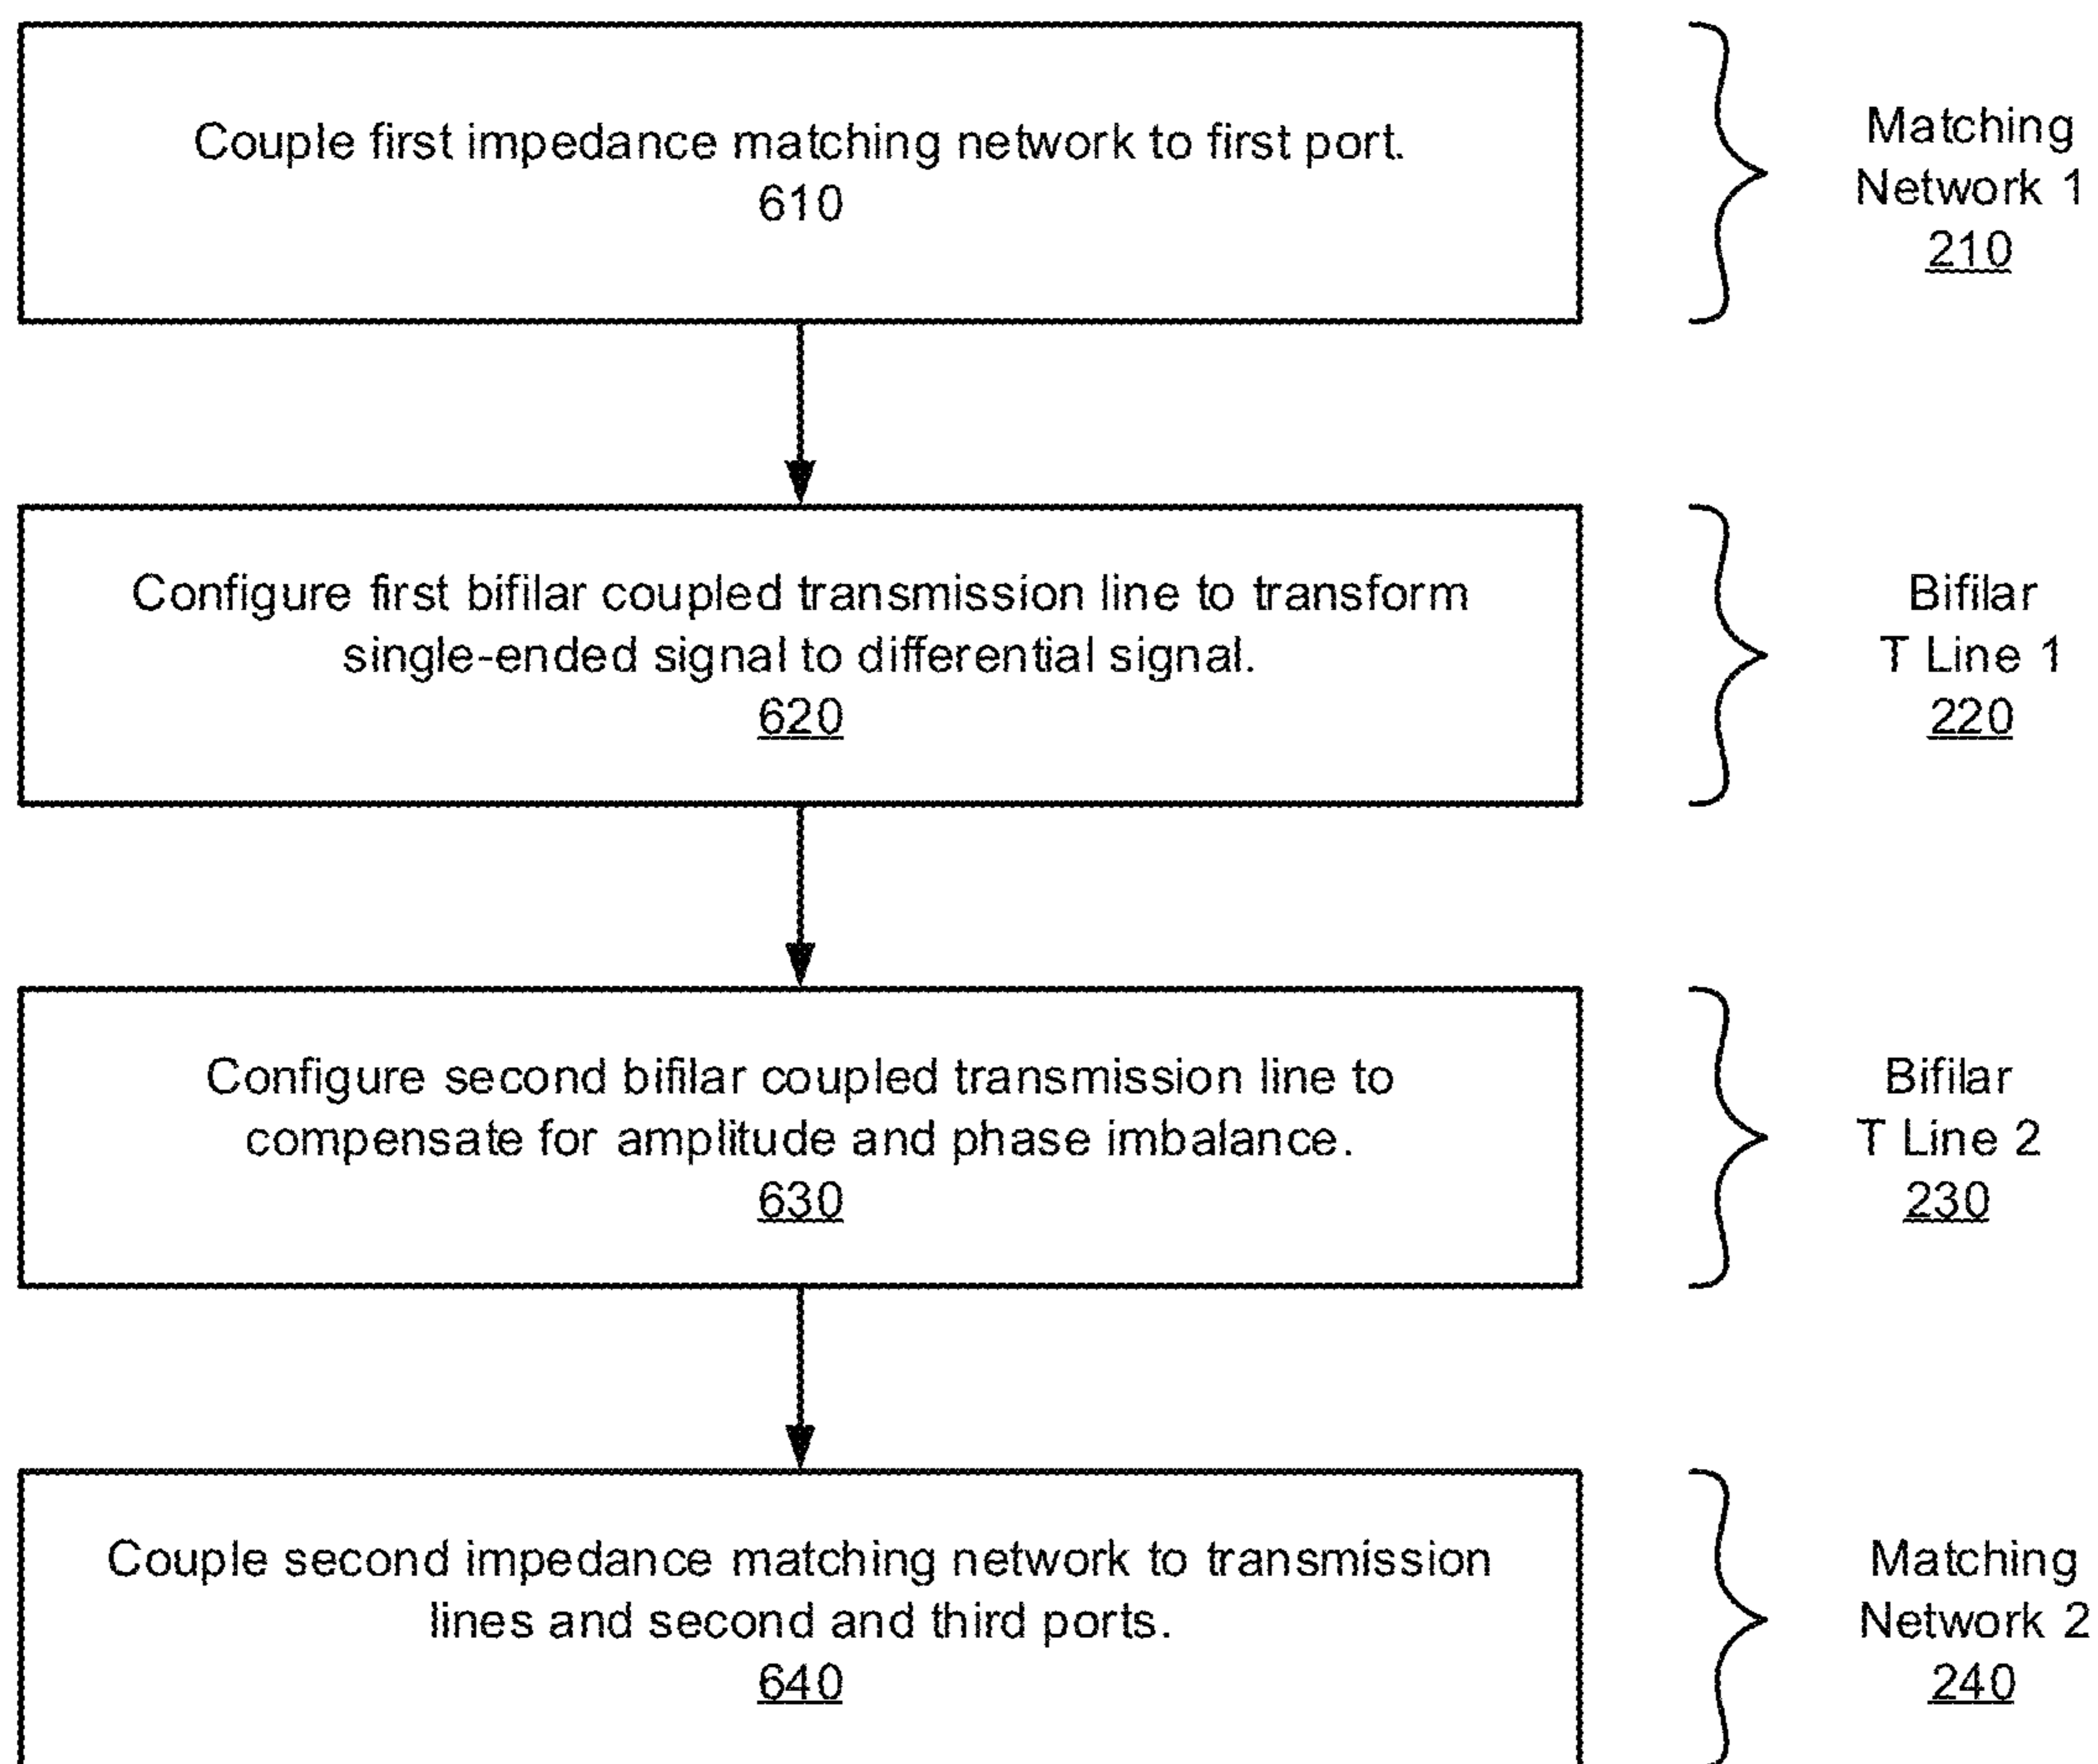 Couple first impedance matching network to first port.
610
Matching
Network 1
210
Configure first bifilar coupled transmission line to transform
single-ended signal to differential signal.
620
Bifilar
T Line 1
220
Configure second bifilar coupled transmission line to
compensate for amplitude and phase imbalance.
630
Bifilar
T Line 2
230
Couple second impedance matching network to transmission
lines and second and third ports.
640
Matching
Network 2
240